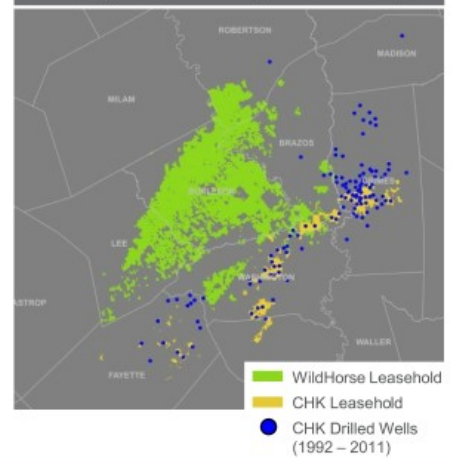 ROBERTSON
MADISON
MILAM
BRAZOS
LEE
WASHINGTON
ASTROP
WALLER
FAYETTE
WildHorse Leasehold
CHK Leasehold
CHK Drilled Wells
(1992 – 2011)